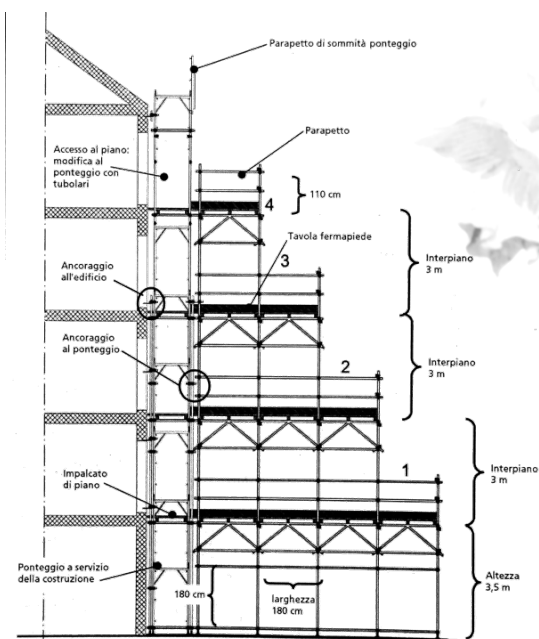 Parapetto di sommità ponteggio
Parapetto
Accesso al piano:
modifica al
ponteggio con
tubolari
110 cm
4
Tavola fermapiede
3
Interpiano
3 m
Ancoraggio
all'edificio
Ancoraggio
al ponteggio
Interpiano
3 m
2
1
Impalcato
di piano
Interpiano
3 m
Ponteggio a servizio
della costruzione
180 cm
larghezza
180 cm
Altezza
3,5 m